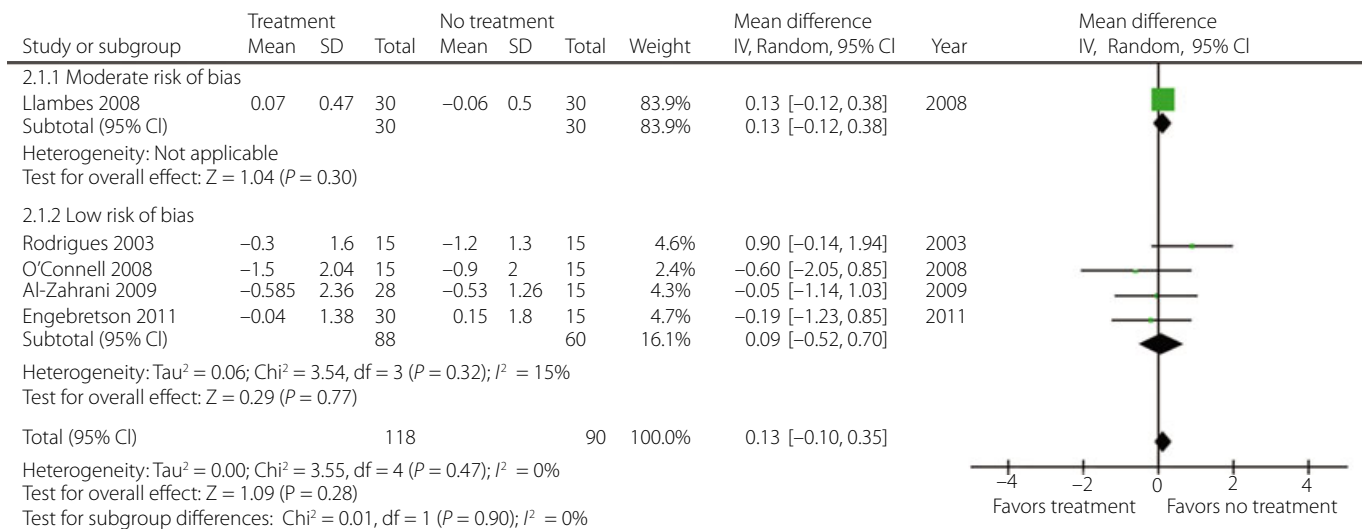 Treatment No treatment Mean difference Mean difference
Study or subgroup Mean SD Total Mean SD Total Weight IV, Random, 95% CI Year IV, Random, 95% CI
2.1.1 Moderate risk of bias
Llambes 2008 0.07 0.47 30 –0.06 0.5 30 83.9% 0.13 [–0.12, 0.38] 2008
Subtotal (95% CI) 30 30 83.9% 0.13 [–0.12, 0.38]
Heterogeneity: Not applicable
Test for overall effect: Z = 1.04 (P = 0.30)
2.1.2 Low risk of bias
Rodrigues 2003 –0.3 1.6 15 –1.2 1.3 15 4.6% 0.90 [–0.14, 1.94] 2003
O'Connell 2008 –1.5 2.04 15 –0.9 2 15 2.4% –0.60 [–2.05, 0.85] 2008
Al-Zahrani 2009 –0.585 2.36 28 –0.53 1.26 15 4.3% –0.05 [–1.14, 1.03] 2009
Engebretson 2011 –0.04 1.38 30 0.15 1.8 15 4.7% –0.19 [–1.23, 0.85] 2011
Subtotal (95% CI) 88 60 16.1% 0.09 [–0.52, 0.70]
Heterogeneity: Tau² = 0.06; Chi² = 3.54, df = 3 (P = 0.32); I² = 15%
Test for overall effect: Z = 0.29 (P = 0.77)
Total (95% CI) 118 90 100.0% 0.13 [–0.10, 0.35]
Heterogeneity: Tau² = 0.00; Chi² = 3.55, df = 4 (P = 0.47); I² = 0%
Test for overall effect: Z = 1.09 (P = 0.28)
Test for subgroup differences: Chi² = 0.01, df = 1 (P = 0.90); I² = 0%
–4 –2 0 2 4
Favors treatment Favors no treatment